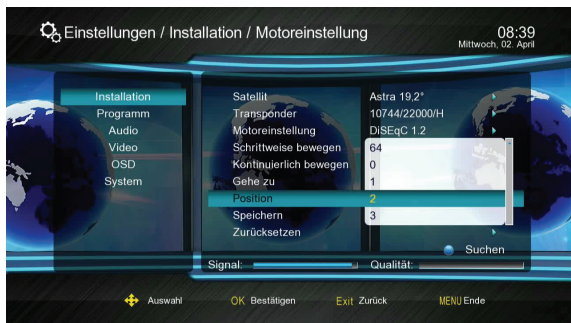 Einstellungen / Installation / Motoreinstellung
08:39
Mittwoch, 02. April
Installation
Programm
Audio
Video
OSD
System
Satellit Astra 19,2°
Transponder 10744/22000/H
Motoreinstellung DiSEqC 1.2
Schrittweise bewegen 64
Kontinuierlich bewegen 0
Gehe zu 1
Position 2
Speichern 3
Zurücksetzen
Suchen
Signal: Qualität:
Auswahl OK Bestätigen Exit Zurück MENU Ende